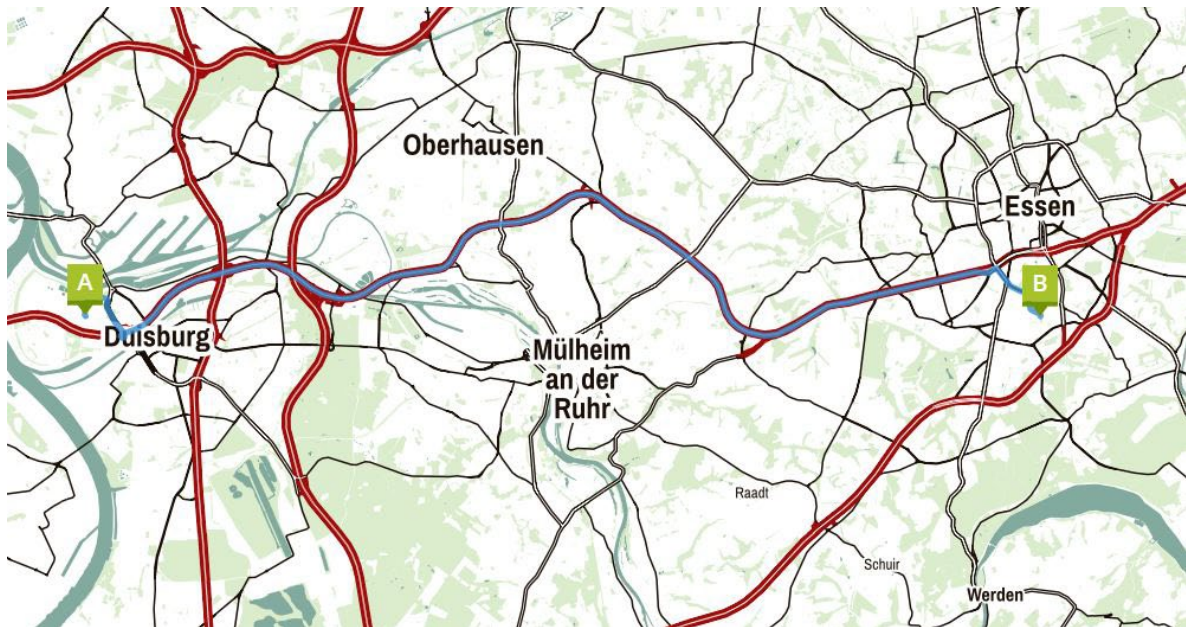 Oberhausen
Essen
A
B
Duisburg
Mülheim
an der
Ruhr
Raadt
Schuir
Werden